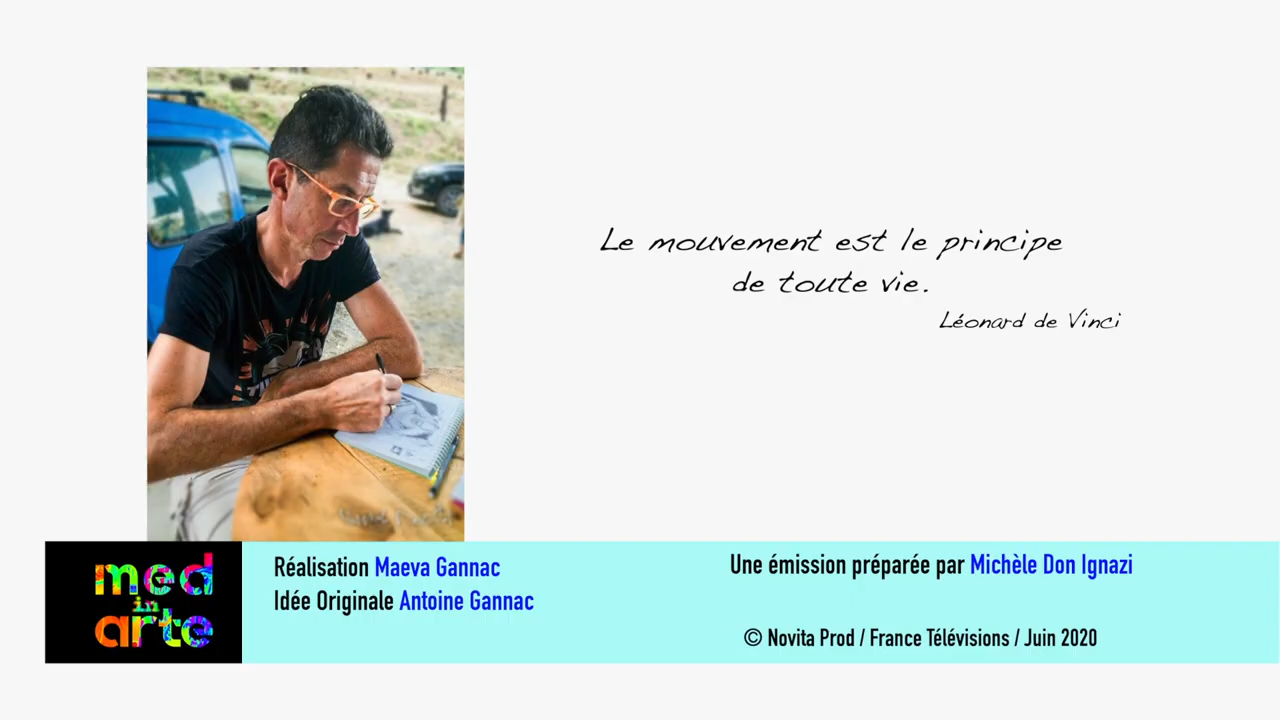 Le mouvement est le principe
de toute vie.
Léonard de Vinci
med
in
arte
Réalisation Maeva Gannac
Idée Originale Antoine Gannac
Une émission préparée par Michèle Don Ignazi
© Novita Prod / France Télévisions / Juin 2020